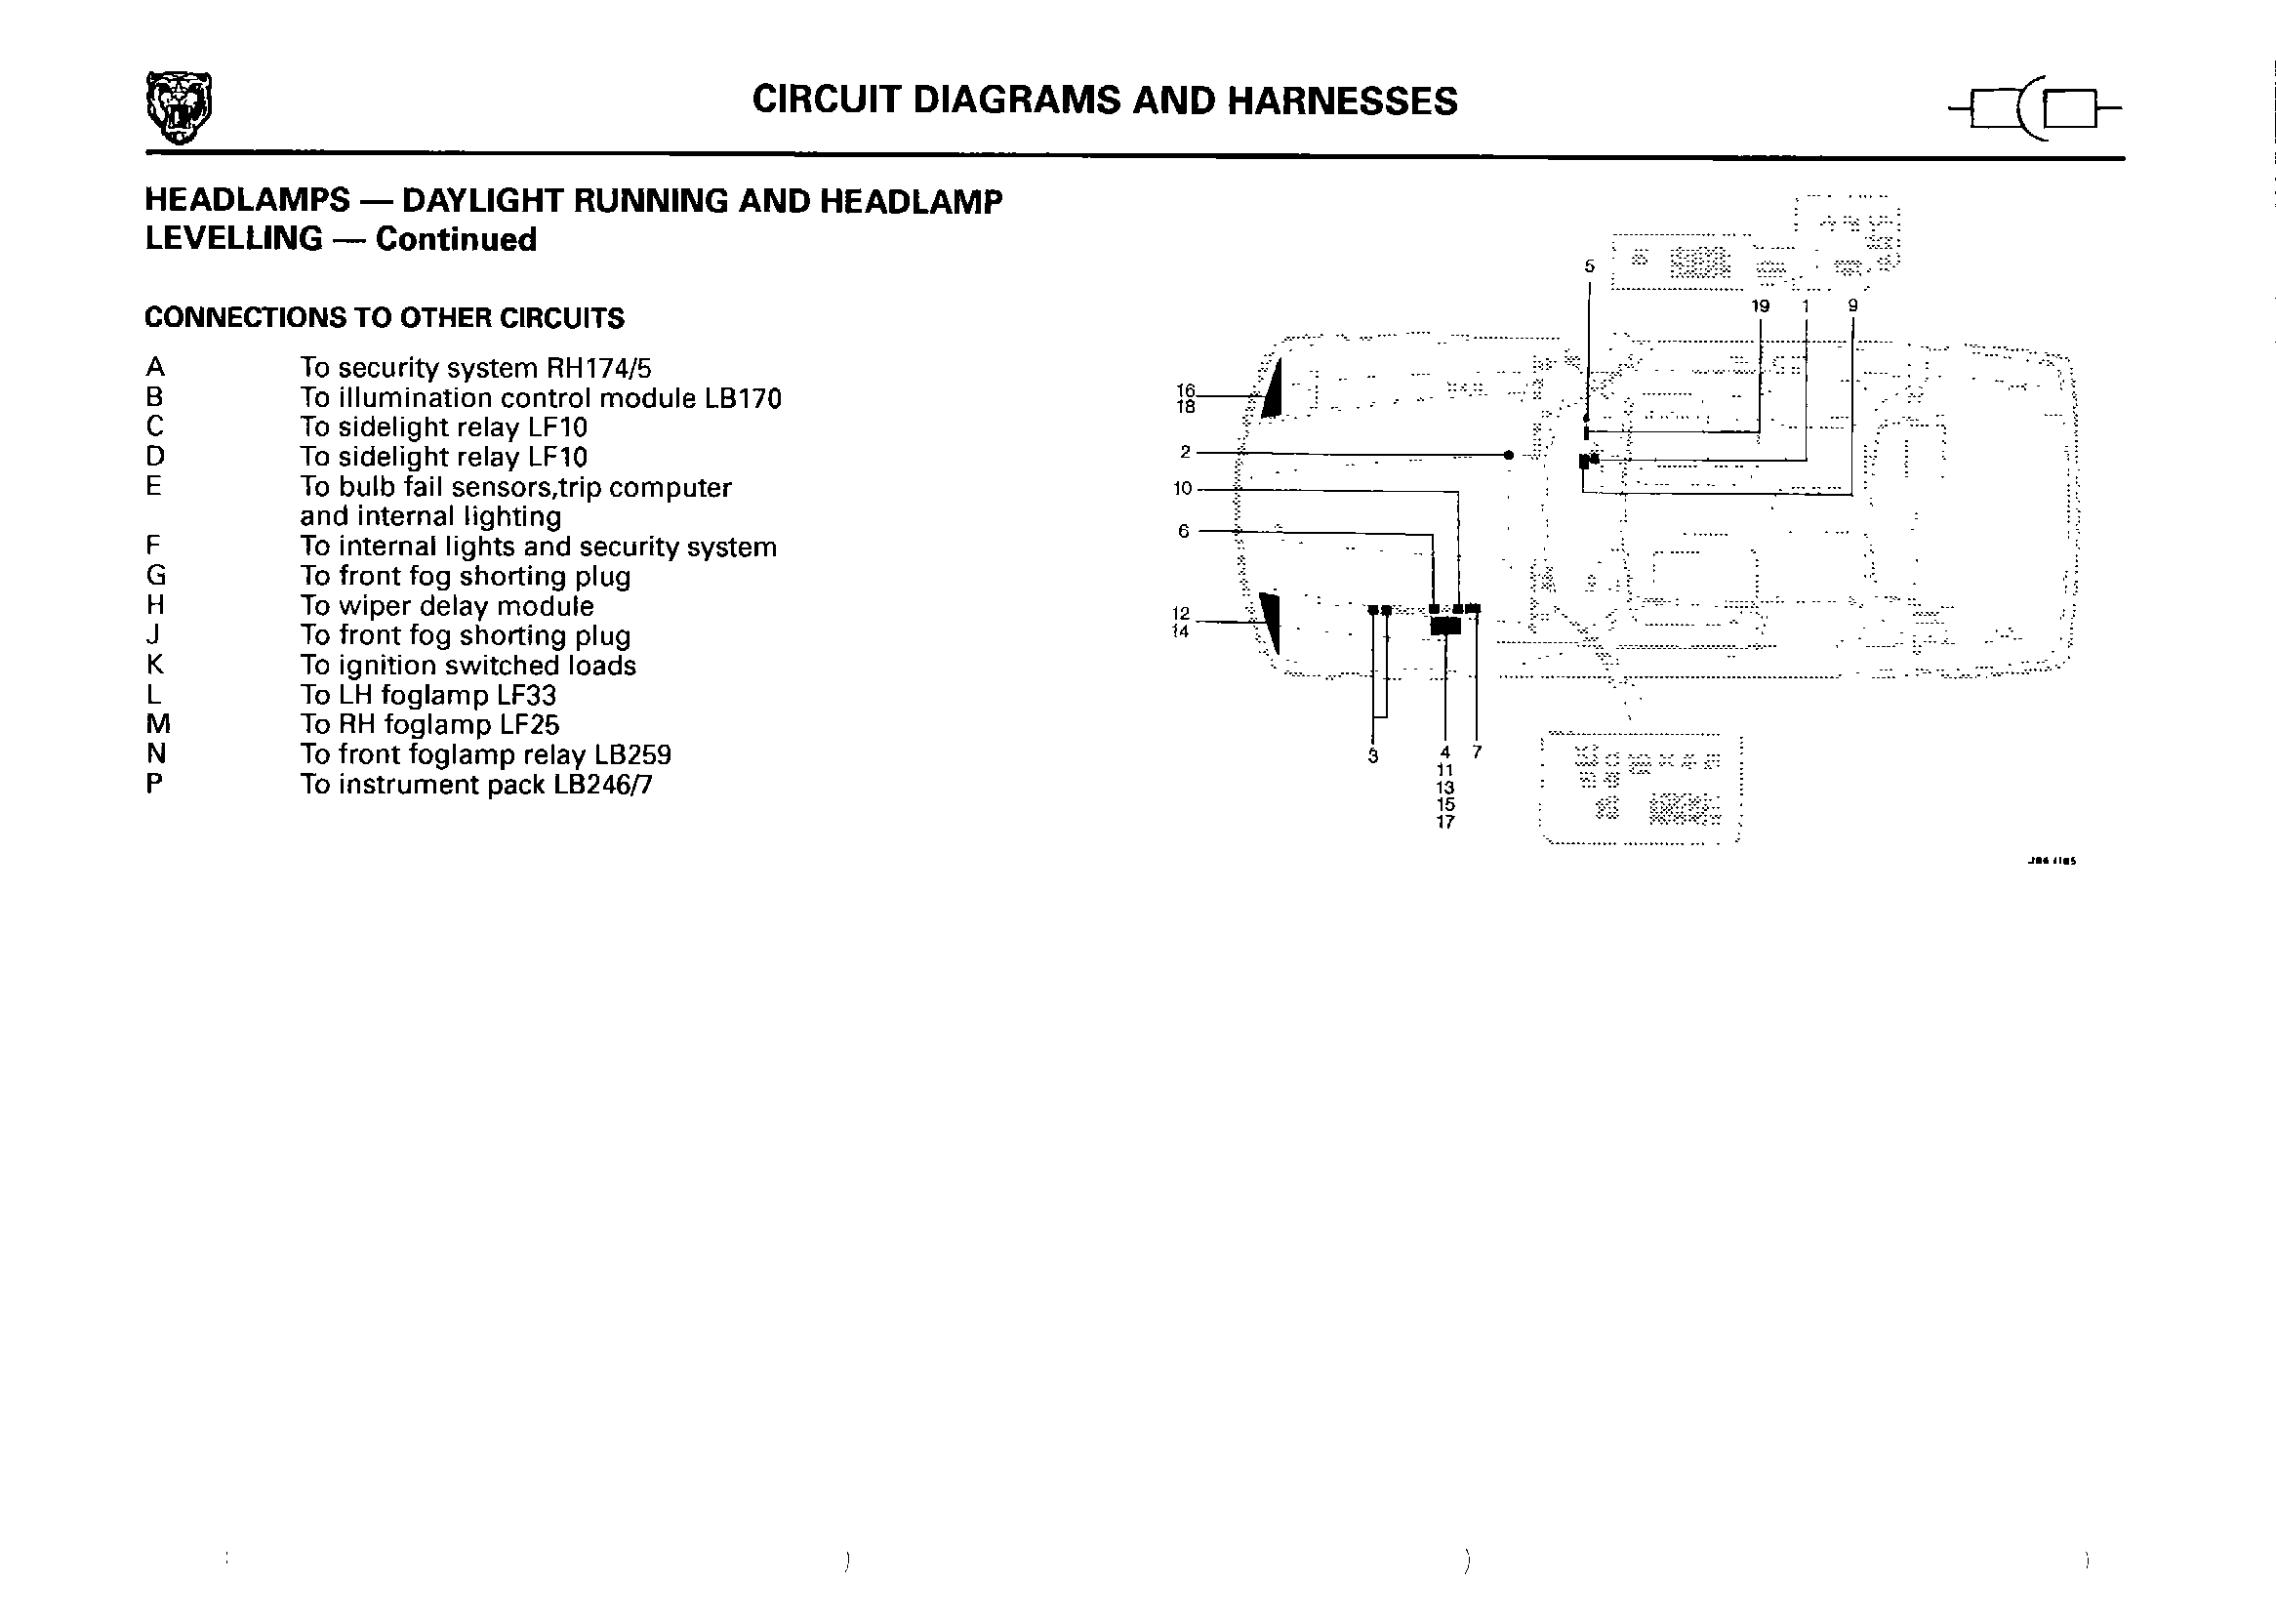 CIRCUIT DIAGRAMS AND HARNESSES
HEADLAMPS — DAYLIGHT RUNNING AND HEADLAMP
LEVELLING — Continued
CONNECTIONS TO OTHER CIRCUITS
A To security system RH174/5
B To illumination control module LB170
C To sidelight relay LF10
D To sidelight relay LF10
E To bulb fail sensors,trip computer
and internal lighting
F To internal lights and security system
G To front fog shorting plug
H To wiper delay module
J To front fog shorting plug
K To ignition switched loads
L To LH foglamp LF33
M To RH foglamp LF25
N To front foglamp relay LB259
P To instrument pack LB246/7
5
19 1 9
16
18
2
10
6
12
14
3 4 7
11
13
15
17